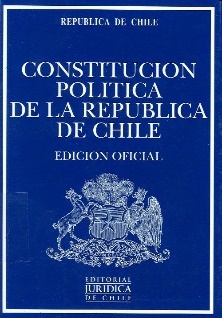 REPUBLICA DE CHILE
CONSTITUCION
POLITICA
DE LA REPUBLICA
DE CHILE
EDICION OFICIAL
EDITORIAL
JURIDICA
DE CHILE